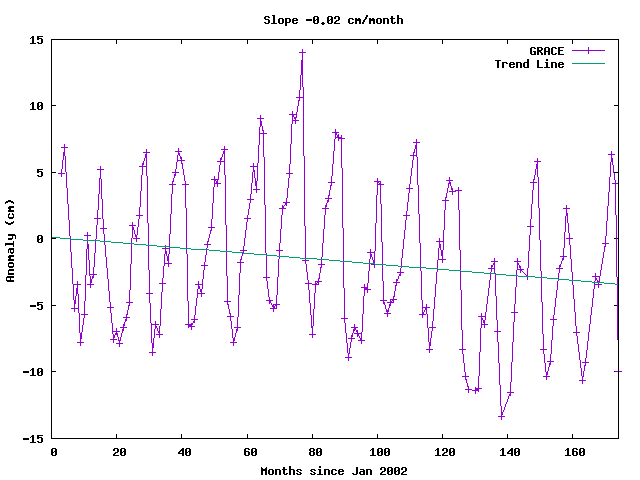 Slope -0.02 cm/month
GRACE
Trend Line
Anomaly (cm)
15
10
5
0
-5
-10
-15
0 20 40 60 80 100 120 140 160
Months since Jan 2002